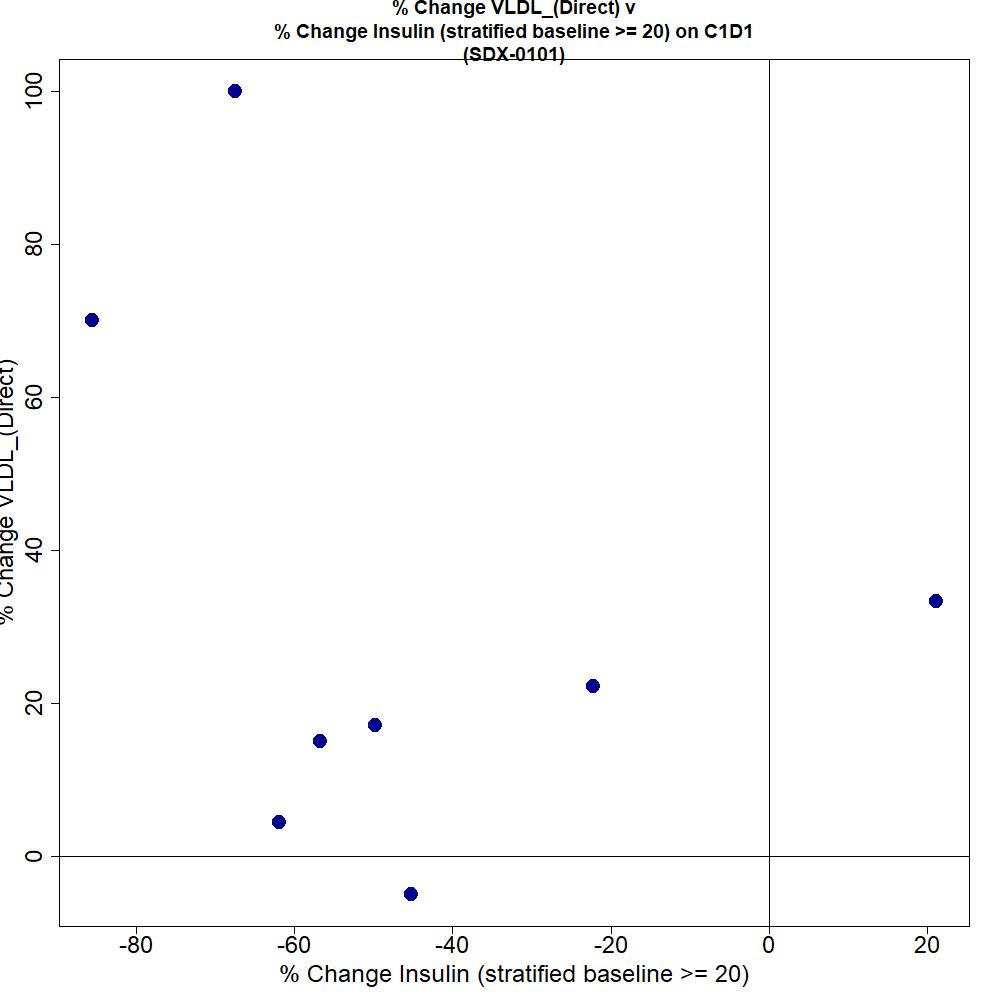 % Change VLDL_(Direct) v
% Change Insulin (stratified baseline >= 20) on C1D1
(SDX-0101)
100
80
60
40
20
0
% Change VLDL_(Direct)
-80
-60
-40
-20
0
20
% Change Insulin (stratified baseline >= 20)